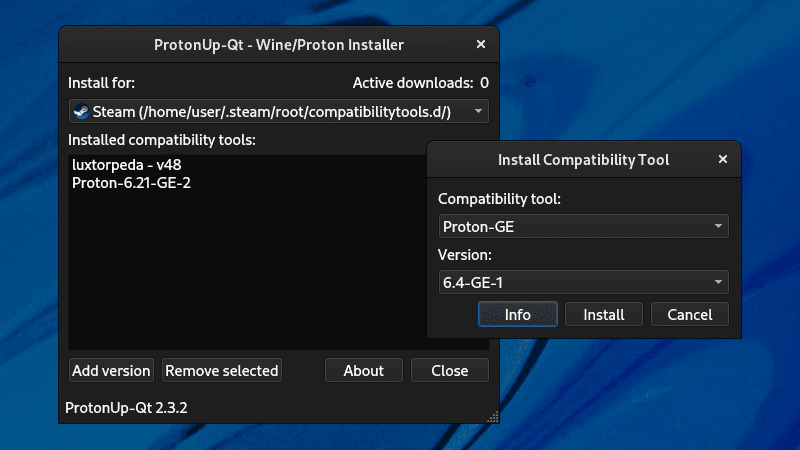 ProtonUp-Qt - Wine/Proton Installer
Install for:
Active downloads: 0
Steam (/home/user/.steam/root/compatibilitytools.d/)
Installed compatibility tools:
luxtorpeda - v48
Proton-6.21-GE-2
Add version
Remove selected
About
Close
ProtonUp-Qt 2.3.2
Install Compatibility Tool
Compatibility tool:
Proton-GE
Version:
6.4-GE-1
Info
Install
Cancel